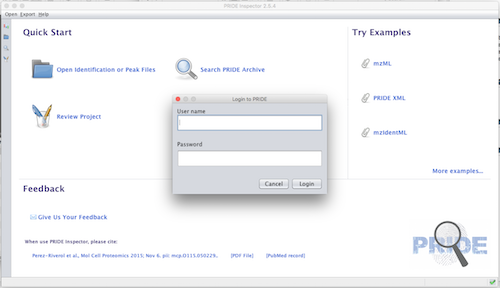 PRIDE Inspector 2.5.4
Open Export Help
Quick Start
Open Identification or Peak Files
Search PRIDE Archive
Review Project
Try Examples
mzML
PRIDE XML
mzIdentML
More examples...
Login to PRIDE
User name
Password
Cancel
Login
Feedback
Give Us Your Feedback
When use PRIDE Inspector, please cite:
Perez-Riverol et al., Mol Cell Proteomics 2015; Nov 6. pii: mcp.O115.050229. [PDF File] [PubMed record]
PRIDE